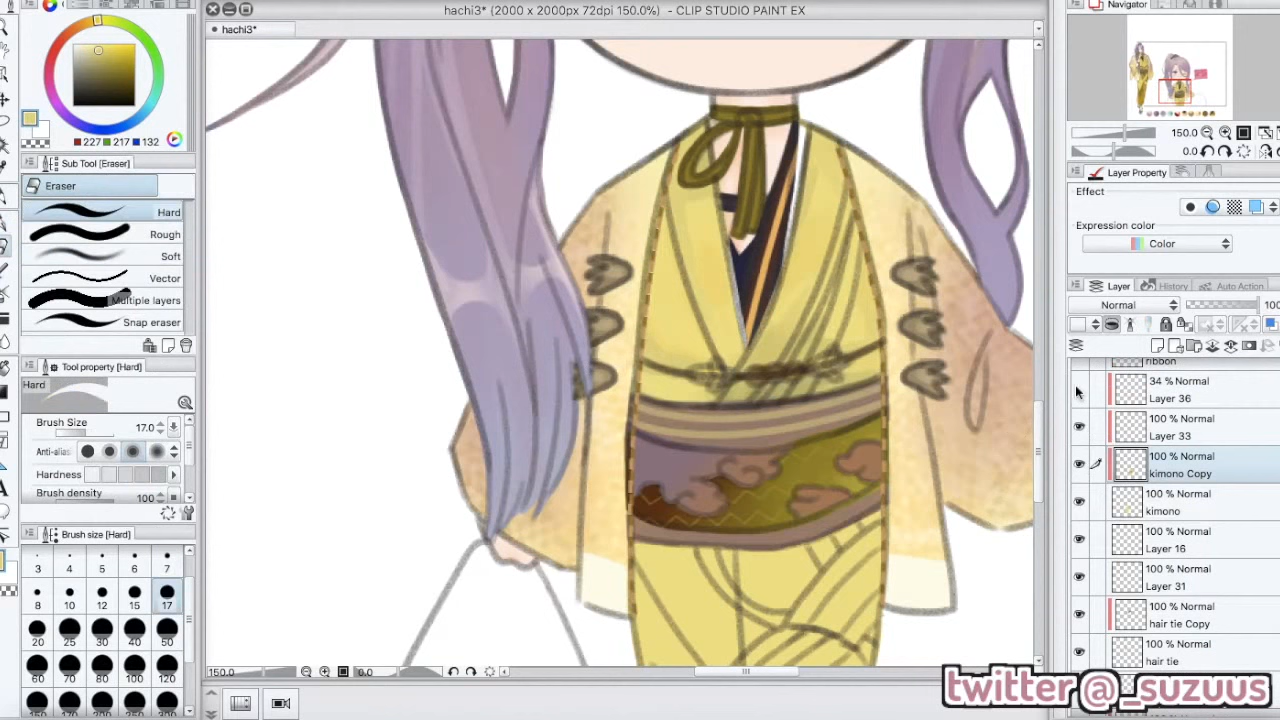 hachi3* (2000 x 2000px 72dpi 150.0%) - CLIP STUDIO PAINT EX
Navigator
hachi3*
150.0
227 217 132
0.0
Sub Tool [Eraser]
Layer Property
Eraser
Effect
Hard
Rough
Expression color
Soft
Color
Vector
Multiple layers
Layer History Auto Action
Snap eraser
Normal 100
Tool property [Hard]
ribbon
Hard
34 % Normal
Layer 36
Brush Size 17.0
100 % Normal
Layer 33
Anti-alias
100 % Normal
kimono Copy
Hardness
Brush density 100
100 % Normal
kimono
Brush size [Hard]
100 % Normal
Layer 16
3 4 5 6 7
100 % Normal
Layer 31
8 10 12 15 17
100 % Normal
hair tie Copy
20 25 30 40 50
100 % Normal
hair tie
60 70 80 100 120
150.0 0.0
twitter@_suzuus